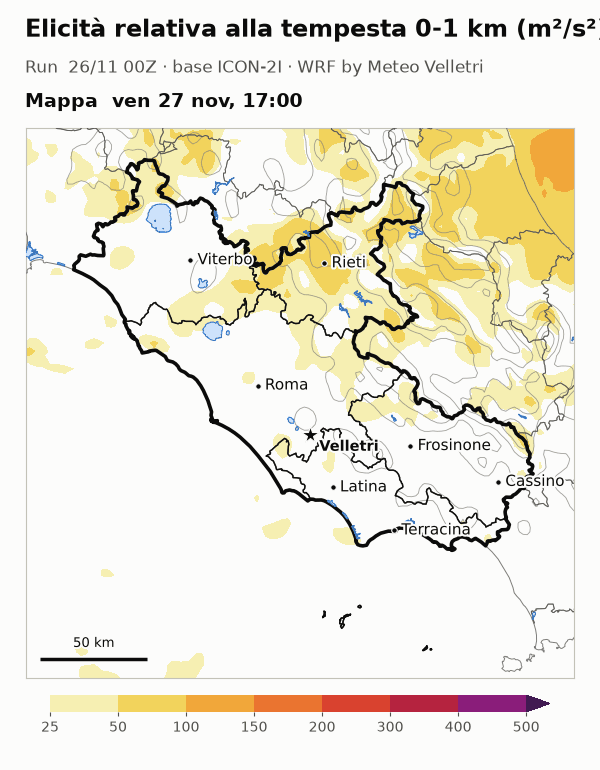 Elicità relativa alla tempesta 0-1 km (m²/s²)
Run 26/11 00Z · base ICON-2I · WRF by Meteo Velletri
Mappa ven 27 nov, 17:00
Viterbo
Rieti
Roma
Velletri
Frosinone
Latina
Cassino
Terracina
50 km
25 50 100 150 200 300 400 500